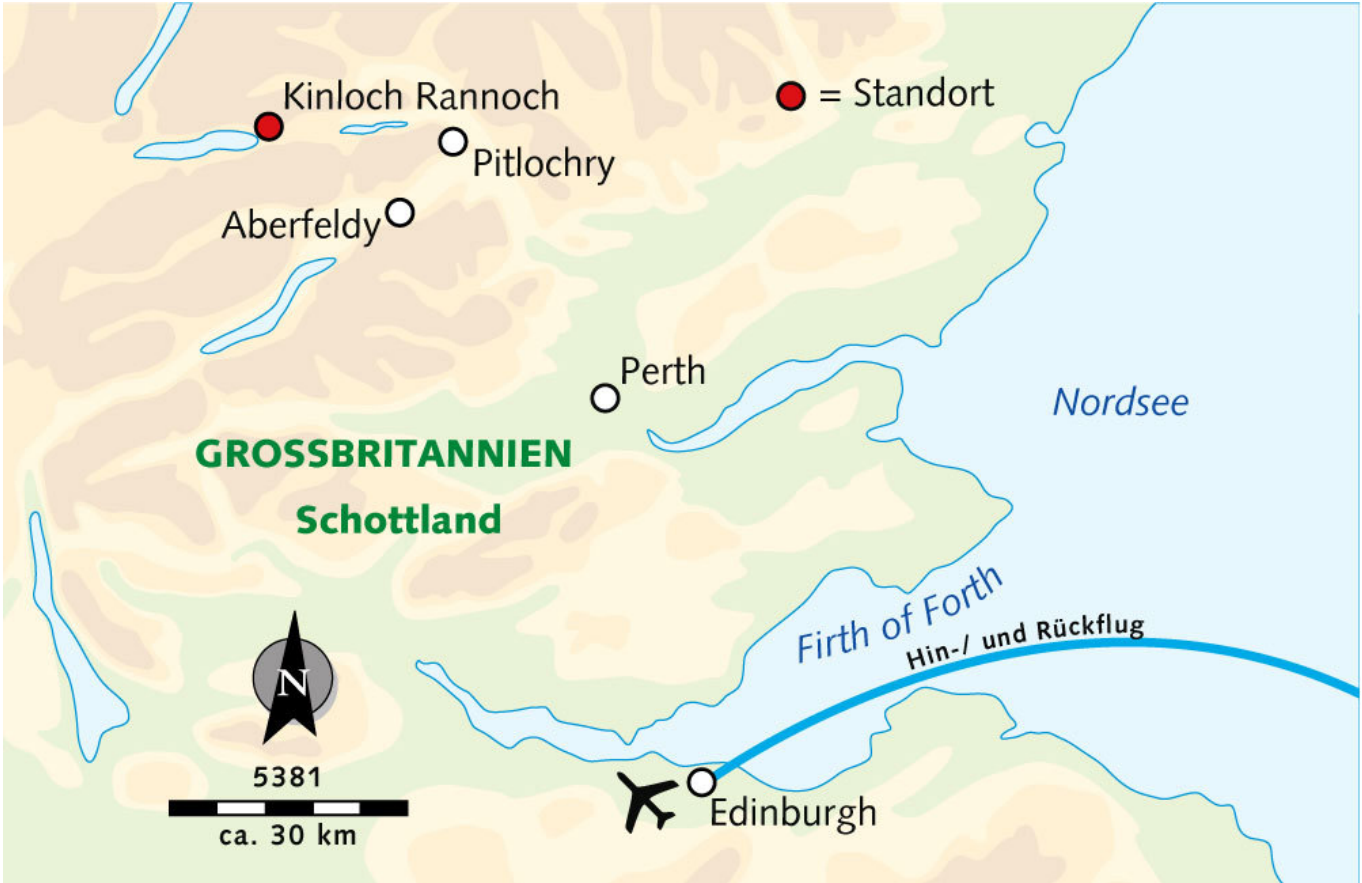 Kinloch Rannoch
= Standort
Pitlochry
Aberfeldy
Perth
Nordsee
GROSSBRITANNIEN
Schottland
Firth of Forth
Hin-/ und Rückflug
N
5381
ca. 30 km
Edinburgh